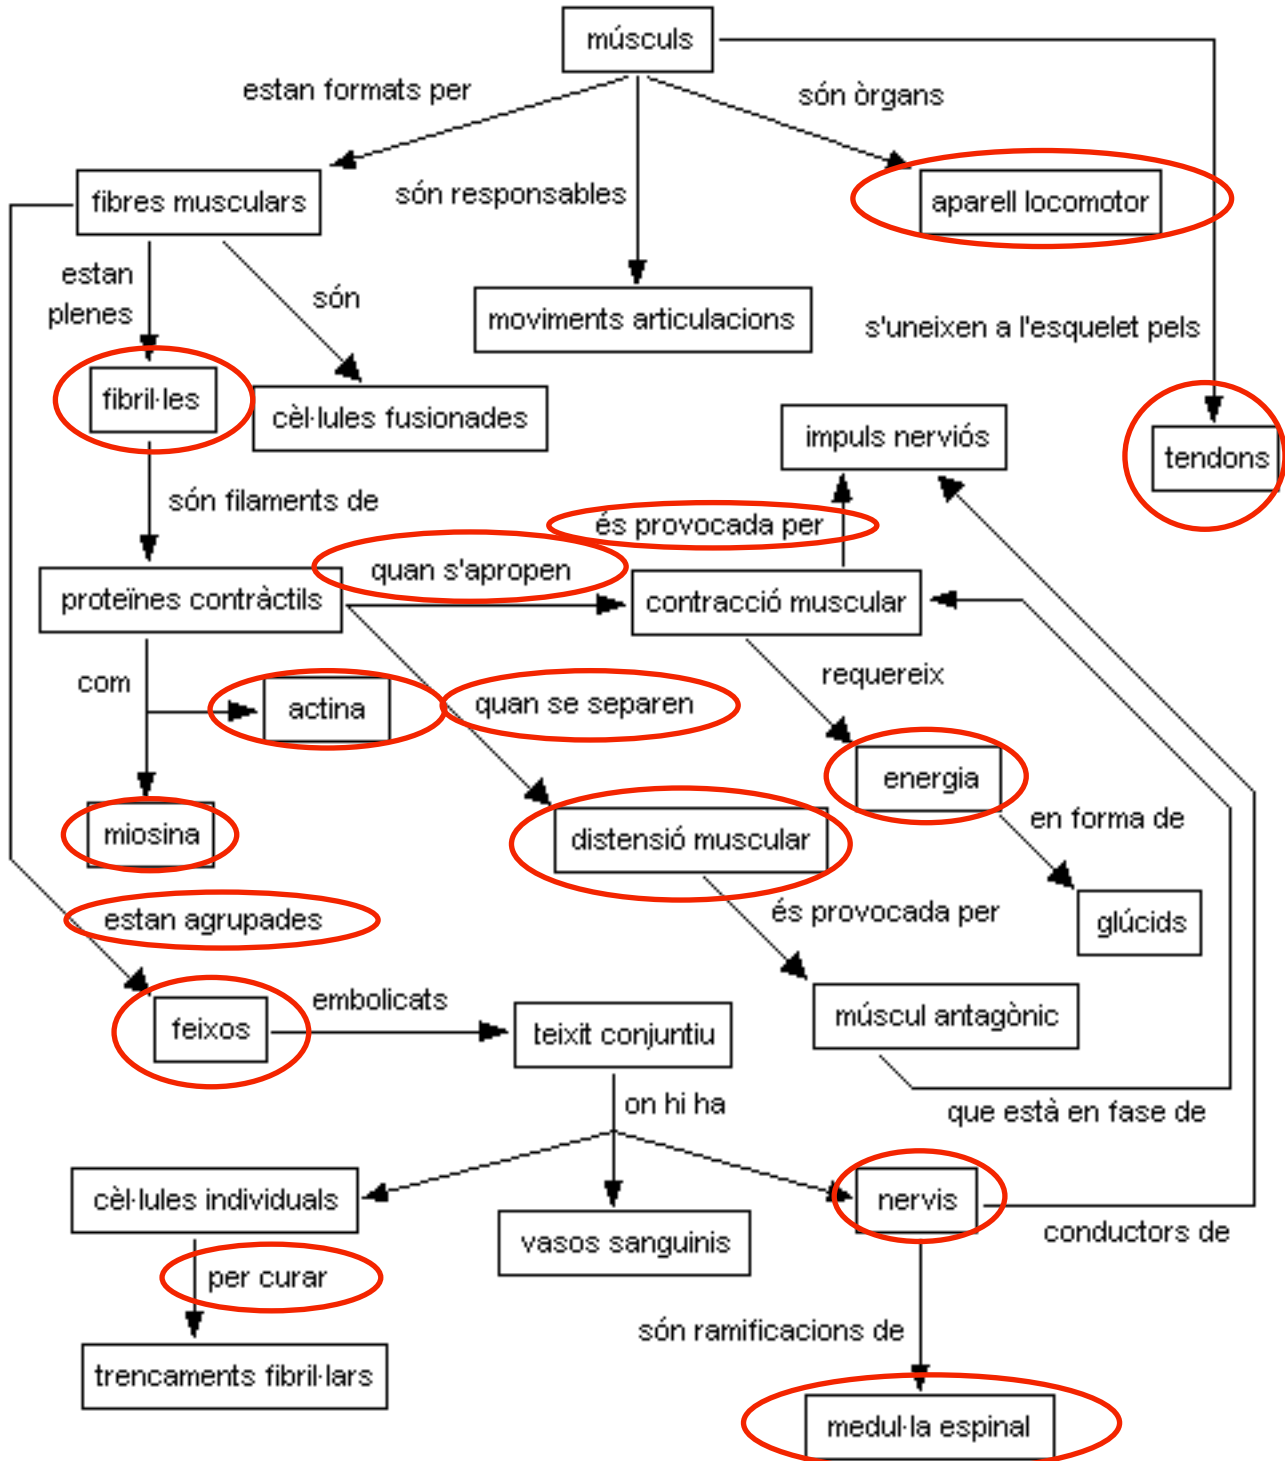 músculs
estan formats per
són òrgans
són responsables
fibres musculars
aparell locomotor
estan
plenes
són
moviments articulacions
s'uneixen a l'esquelet pels
fibril·les
cèl·lules fusionades
impuls nerviós
tendons
són filaments de
és provocada per
quan s'apropen
proteïnes contràctils
contracció muscular
com
requereix
actina
quan se separen
energia
miosina
distensió muscular
en forma de
estan agrupades
és provocada per
glúcids
feixos
embolicats
teixit conjuntiu
múscul antagònic
on hi ha
que està en fase de
cèl·lules individuals
vasos sanguinis
nervis
conductors de
per curar
són ramificacions de
trencaments fibril·lars
medul·la espinal